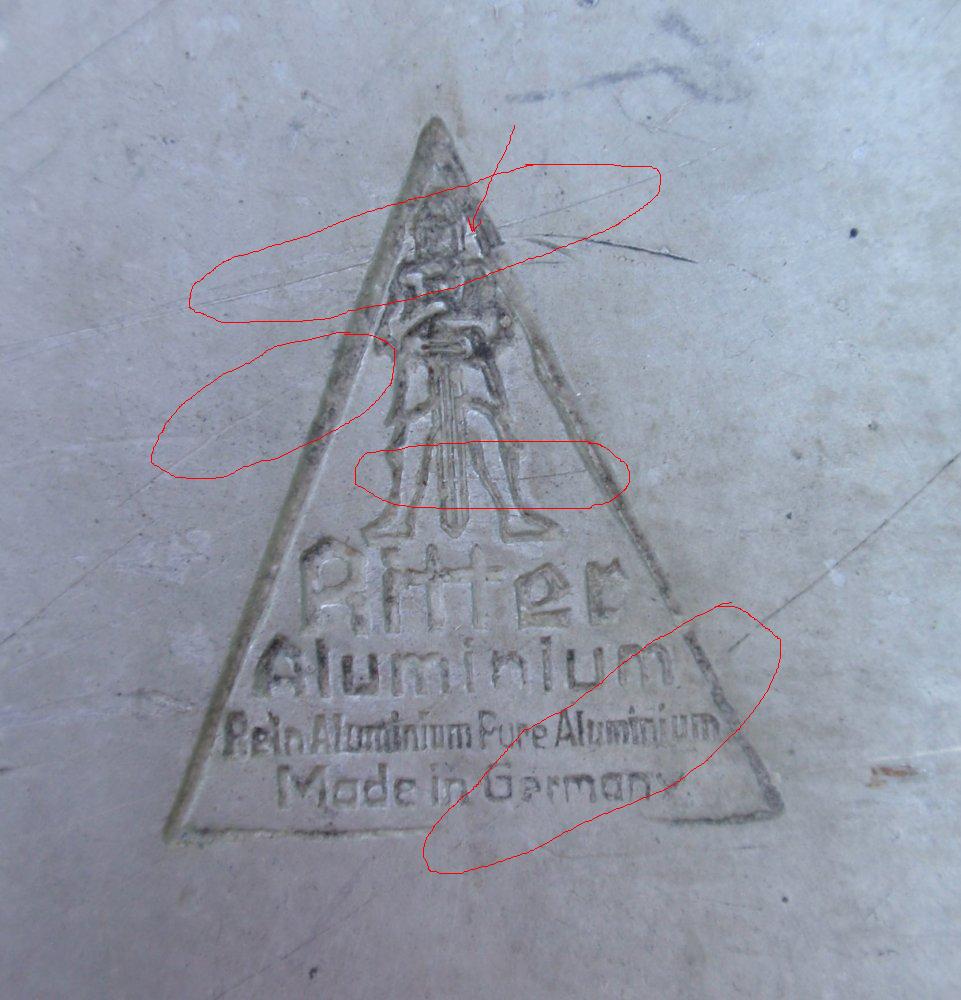 Ritter
Aluminium
Rein Aluminium Pure Aluminium
Made in Germany